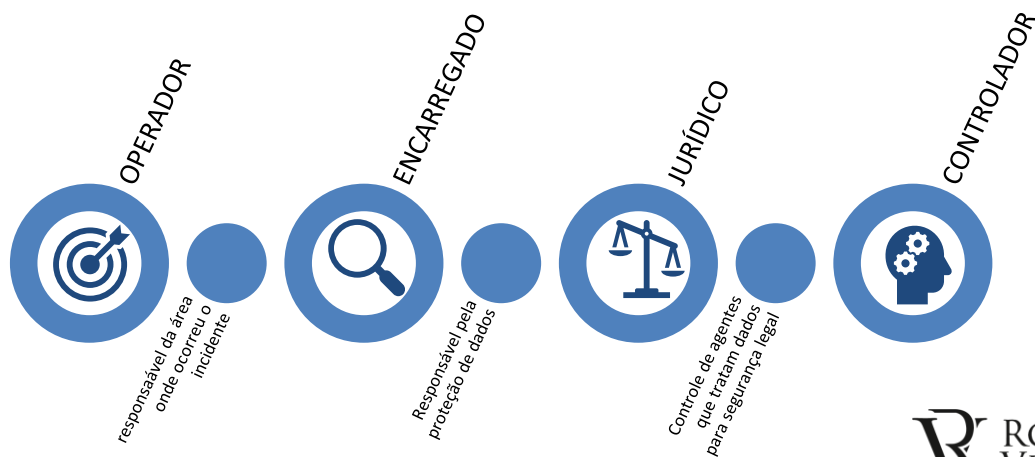 OPERADOR
responsaável da área
onde ocorreu o
incidente
ENCARREGADO
Responsável pela
proteção de dados
JURÍDICO
Controle de agentes
que tratam dados
para segurança legal
CONTROLADOR